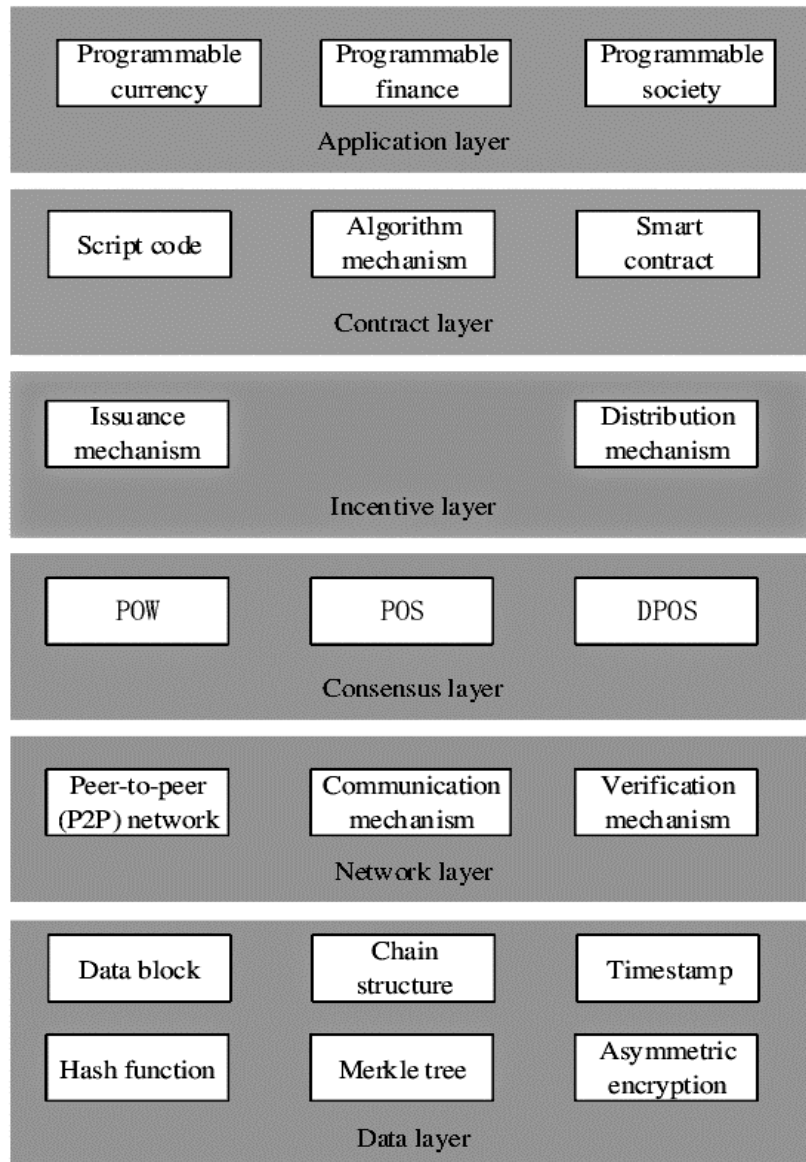 Programmable
currency
Programmable
finance
Programmable
society
Application layer
Script code
Algorithm
mechanism
Smart
contract
Contract layer
Issuance
mechanism
Distribution
mechanism
Incentive layer
POW
POS
DPOS
Consensus layer
Peer-to-peer
(P2P) network
Communication
mechanism
Verification
mechanism
Network layer
Data block
Chain
structure
Timestamp
Hash function
Merkle tree
Asymmetric
encryption
Data layer